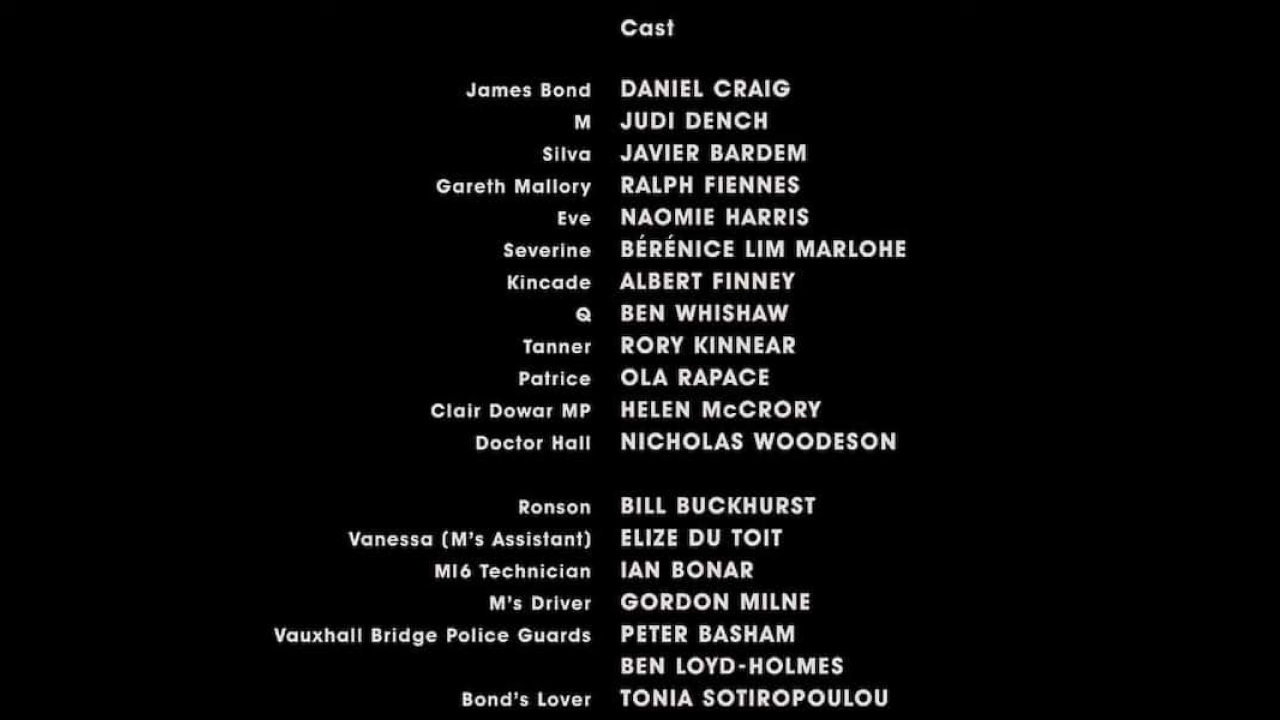 Cast
James Bond DANIEL CRAIG
M JUDI DENCH
Silva JAVIER BARDEM
Gareth Mallory RALPH FIENNES
Eve NAOMIE HARRIS
Severine BÉRÉNICE LIM MARLOHE
Kincade ALBERT FINNEY
Q BEN WHISHAW
Tanner RORY KINNEAR
Patrice OLA RAPACE
Clair Dowar MP HELEN McCRORY
Doctor Hall NICHOLAS WOODESON
Ronson BILL BUCKHURST
Vanessa (M's Assistant) ELIZE DU TOIT
MI6 Technician IAN BONAR
M's Driver GORDON MILNE
Vauxhall Bridge Police Guards PETER BASHAM
BEN LOYD-HOLMES
Bond's Lover TONIA SOTIROPOULOU